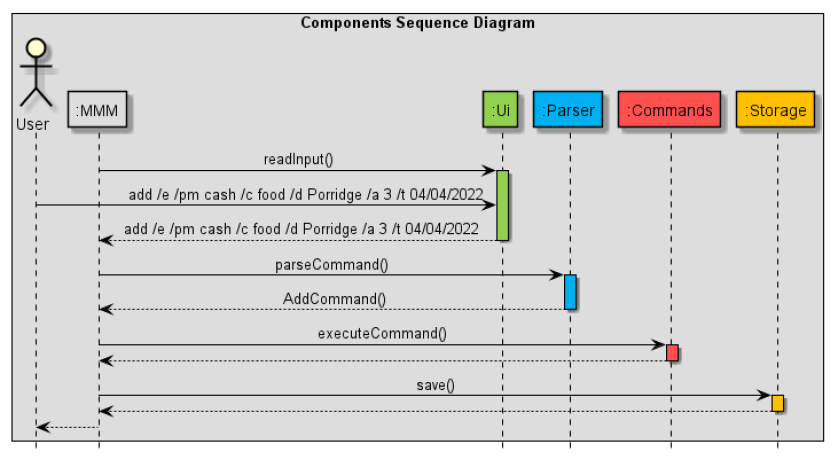 Components Sequence Diagram
User
:MMM
:Ui
:Parser
:Commands
:Storage
readInput()
add /e /pm cash /c food /d Porridge /a 3 /t 04/04/2022
add /e /pm cash /c food /d Porridge /a 3 /t 04/04/2022
parseCommand()
AddCommand()
executeCommand()
save()